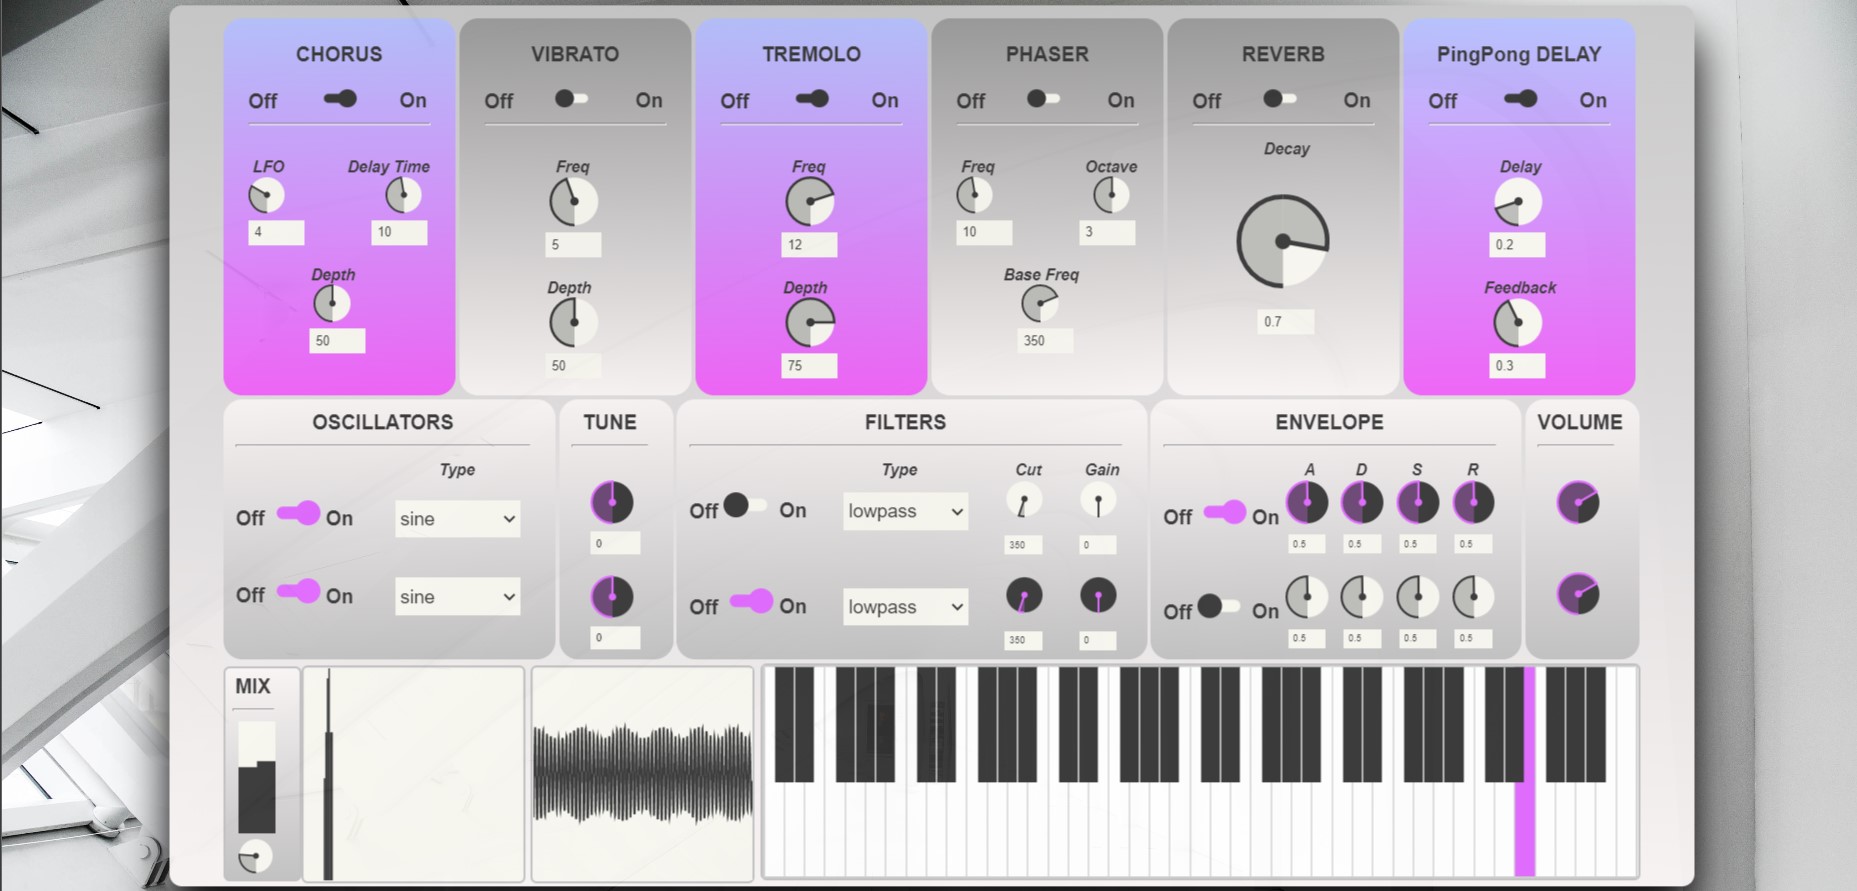 CHORUS VIBRATO TREMOLO PHASER REVERB PingPong DELAY
Off On Off On Off On Off On Off On Off On
LFO Delay Time Freq Freq Freq Octave Decay Delay
4 10 5 12 10 3 0.2
Depth Depth Depth Base Freq Feedback
50 50 75 350 0.7 0.3
OSCILLATORS TUNE FILTERS ENVELOPE VOLUME
Type Type Cut Gain A D S R
Off On sine Off On lowpass Off On
0 350 0 0.5 0.5 0.5 0.5
Off On sine Off On lowpass Off On
0 350 0 0.5 0.5 0.5 0.5
MIX